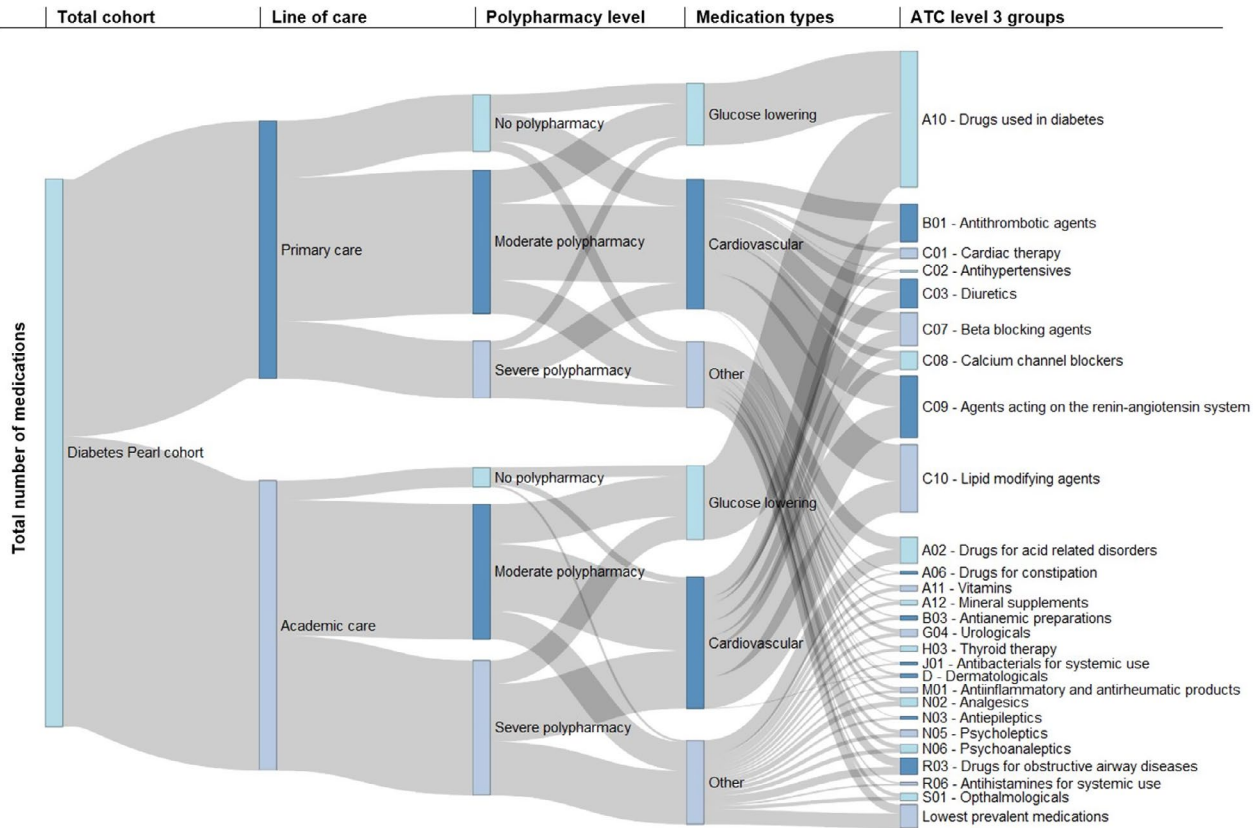 Total cohort
Line of care
Polypharmacy level
Medication types
ATC level 3 groups
Total number of medications
Diabetes Pearl cohort
Primary care
Academic care
No polypharmacy
Moderate polypharmacy
Severe polypharmacy
No polypharmacy
Moderate polypharmacy
Severe polypharmacy
Glucose lowering
Cardiovascular
Other
Glucose lowering
Cardiovascular
Other
A10 - Drugs used in diabetes
B01 - Antithrombotic agents
C01 - Cardiac therapy
C02 - Antihypertensives
C03 - Diuretics
C07 - Beta blocking agents
C08 - Calcium channel blockers
C09 - Agents acting on the renin-angiotensin system
C10 - Lipid modifying agents
A02 - Drugs for acid related disorders
A06 - Drugs for constipation
A11 - Vitamins
A12 - Mineral supplements
B03 - Antianemic preparations
G04 - Urologicals
H03 - Thyroid therapy
J01 - Antibacterials for systemic use
D - Dermatologicals
M01 - Antiinflammatory and antirheumatic products
N02 - Analgesics
N03 - Antiepileptics
N05 - Psycholeptics
N06 - Psychoanaleptics
R03 - Drugs for obstructive airway diseases
R06 - Antihistamines for systemic use
S01 - Opthalmologicals
Lowest prevalent medications